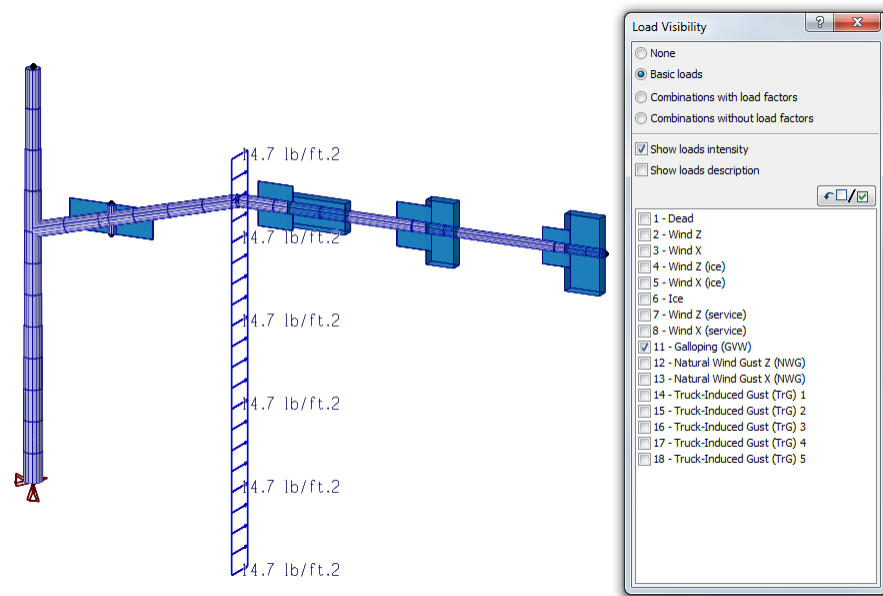 14.7 lb/ft.2
14.7 lb/ft.2
14.7 lb/ft.2
14.7 lb/ft.2
14.7 lb/ft.2
14.7 lb/ft.2
Load Visibility
None
Basic loads
Combinations with load factors
Combinations without load factors
Show loads intensity
Show loads description
1 - Dead
2 - Wind Z
3 - Wind X
4 - Wind Z (ice)
5 - Wind X (ice)
6 - Ice
7 - Wind Z (service)
8 - Wind X (service)
11 - Galloping (GVW)
12 - Natural Wind Gust Z (NWG)
13 - Natural Wind Gust X (NWG)
14 - Truck-Induced Gust (TrG) 1
15 - Truck-Induced Gust (TrG) 2
16 - Truck-Induced Gust (TrG) 3
17 - Truck-Induced Gust (TrG) 4
18 - Truck-Induced Gust (TrG) 5